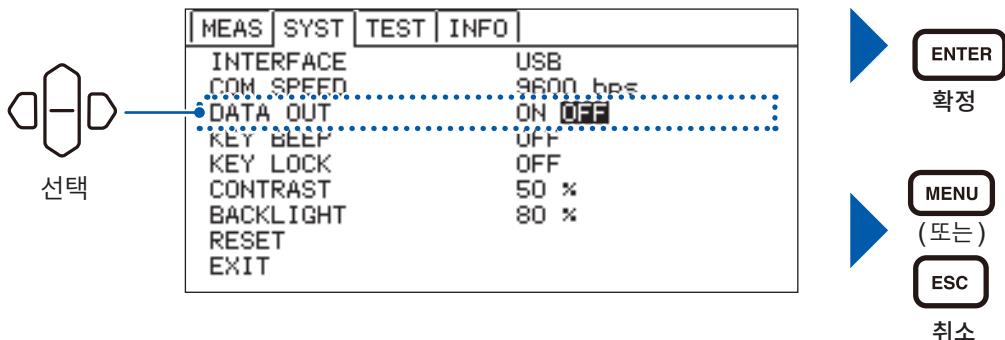 MEAS SYST TEST INFO
INTERFACE USB
COM SPEED 9600 bps
DATA OUT ON OFF
KEY BEEP OFF
KEY LOCK OFF
CONTRAST 50 %
BACKLIGHT 80 %
RESET
EXIT
선택
ENTER
확정
MENU
(또는)
ESC
취소